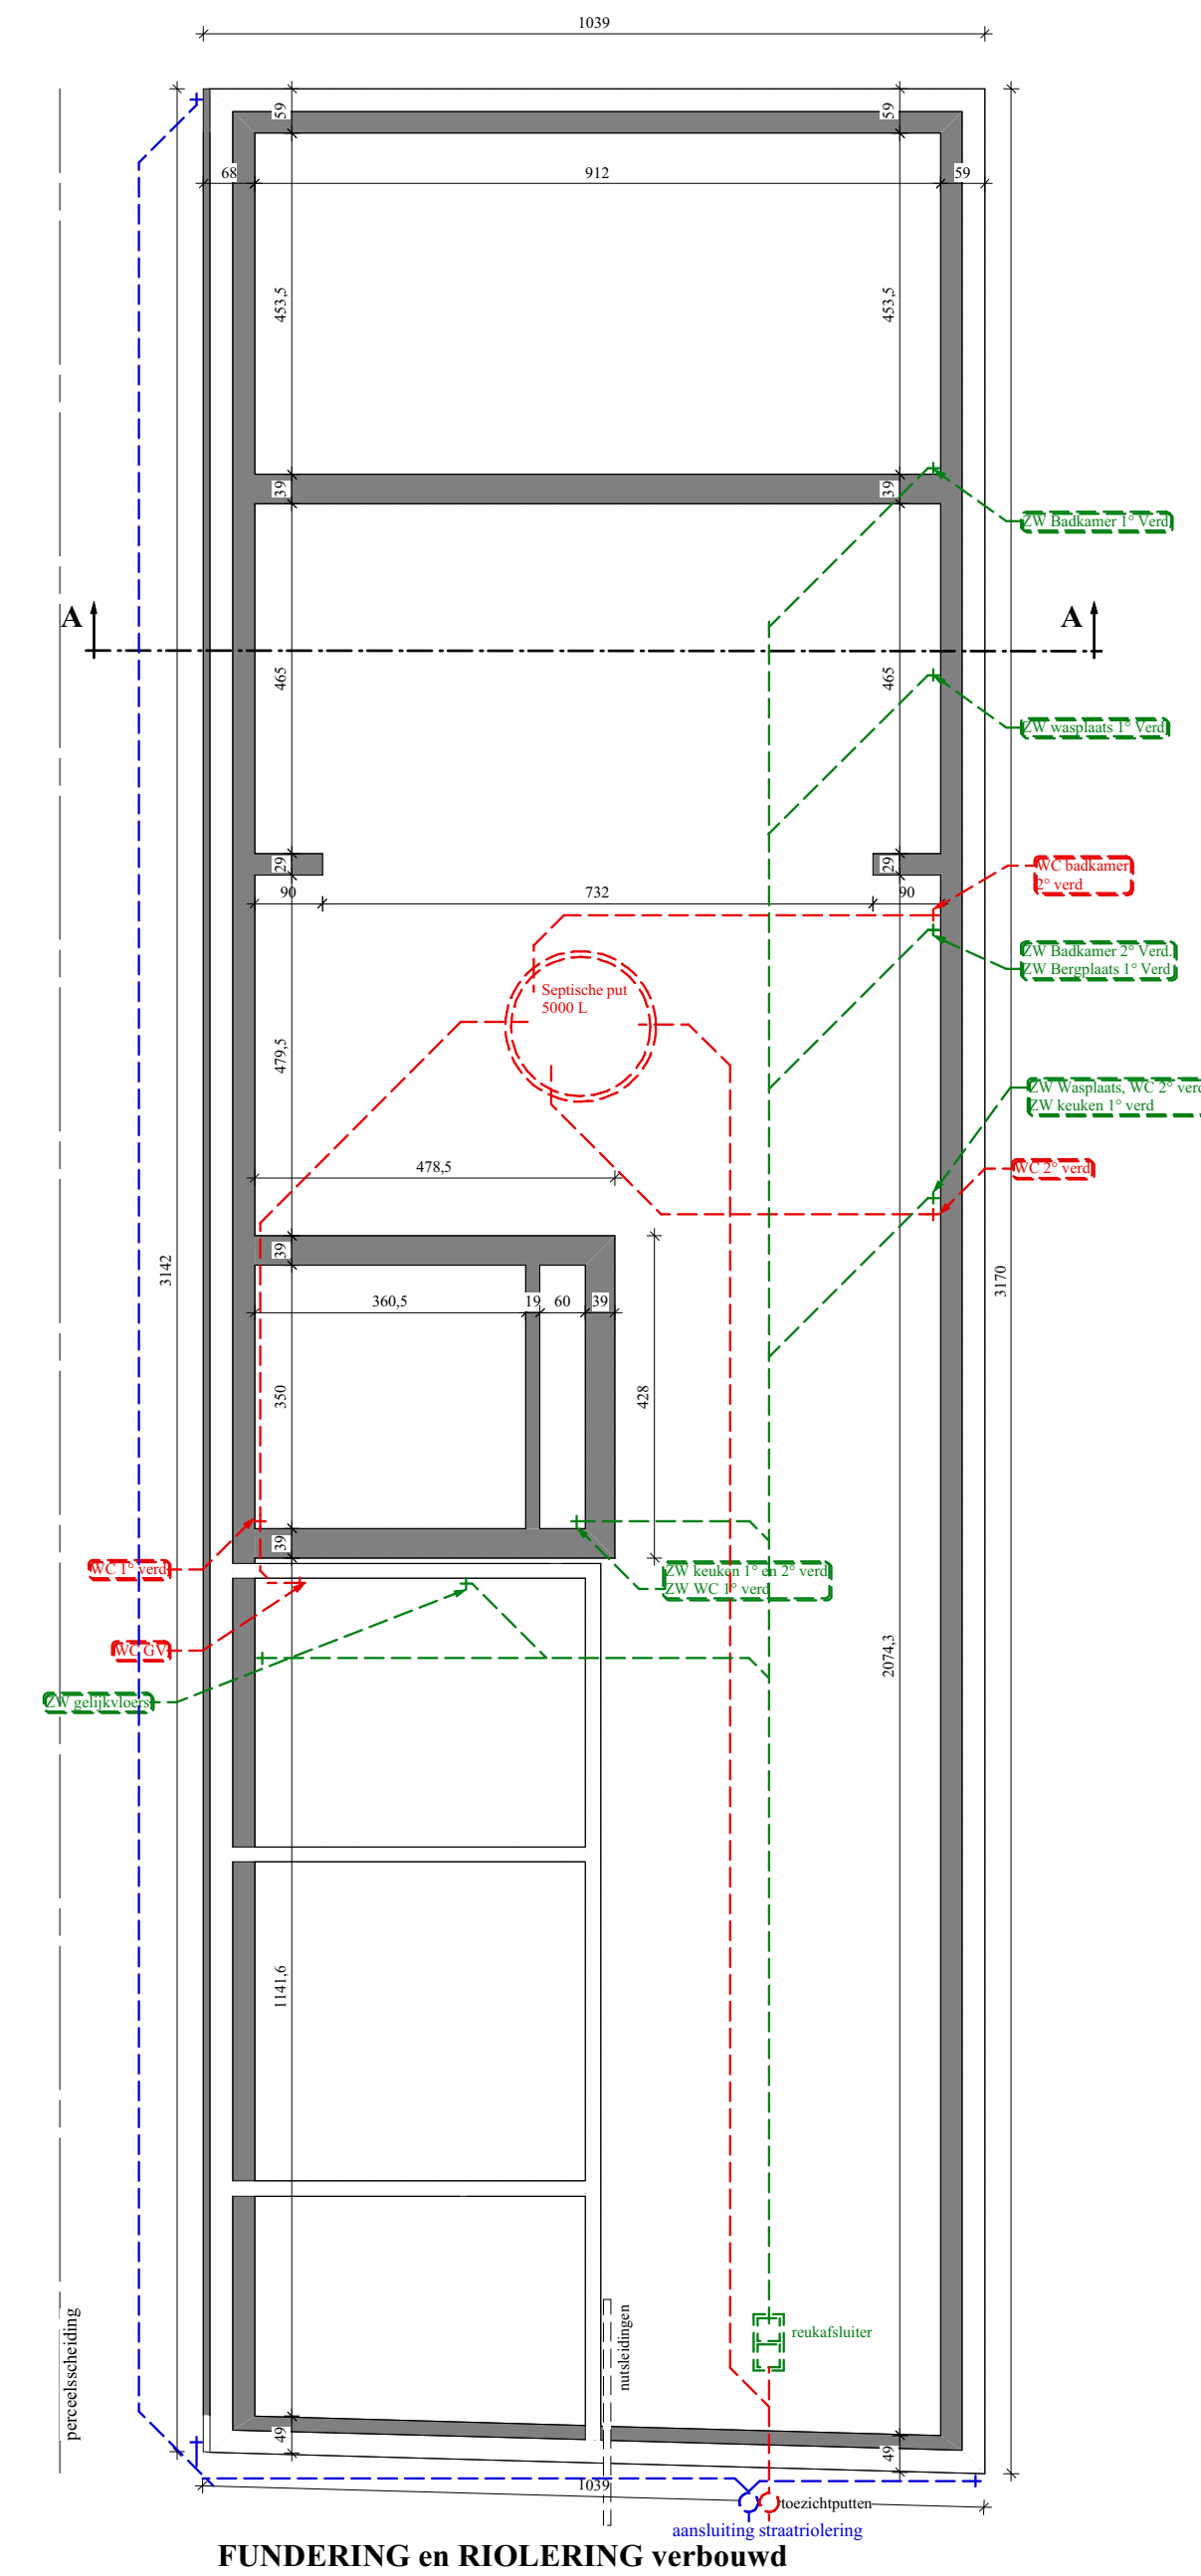 1039
59
59
68
912
59
453,5
453,5
39
39
ZW Badkamer 1° Verd.
A
A
465
465
ZW wasplaats 1° Verd
29
29
WC badkamer
2° verd
90
732
90
ZW Badkamer 2° Verd.
ZW Bergplaats 1° Verd
Septische put
5000 L
479,5
ZW Wasplaats, WC 2° verd
ZW keuken 1° verd
478,5
WC 2° verd
39
3142
3170
360,5
19
60
39
350
428
39
WC 1° verd
ZW keuken 1° en 2° verd
ZW WC 1° verd
WC GV
2074,3
ZW gelijkvloers
1141,6
perceelsscheiding
nutsleidingen
reukafsluiter
49
49
1039
toezichtputten
aansluiting straatriolering
FUNDERING en RIOLERING verbouwd